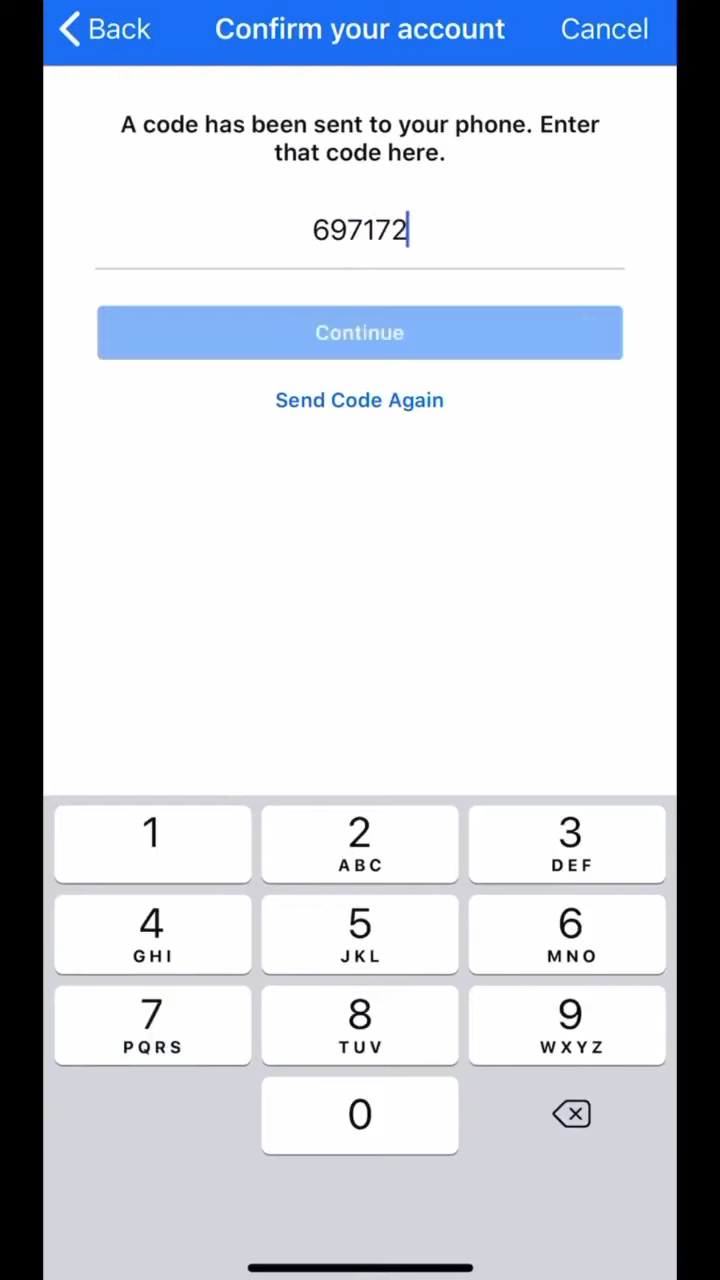 Back Confirm your account Cancel
A code has been sent to your phone. Enter
that code here.
697172
Continue
Send Code Again
1 2 3
ABC DEF
4 5 6
GHI JKL MNO
7 8 9
PQRS TUV WXYZ
0